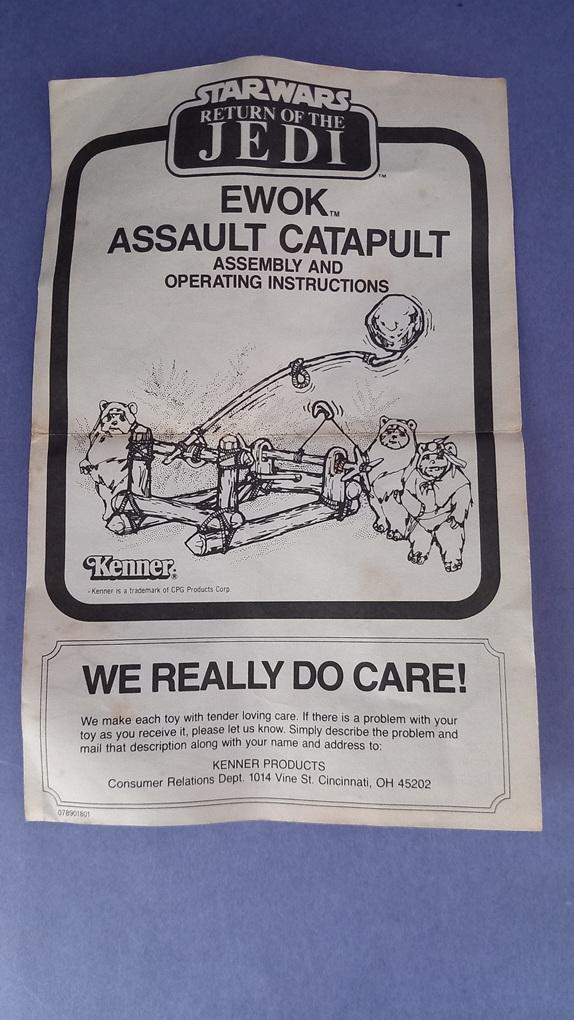 STAR WARS
RETURN OF THE
JEDI
™
EWOK™
ASSAULT CATAPULT
ASSEMBLY AND
OPERATING INSTRUCTIONS
Kenner®
- Kenner is a trademark of CPG Products Corp
WE REALLY DO CARE!
We make each toy with tender loving care. If there is a problem with your
toy as you receive it, please let us know. Simply describe the problem and
mail that description along with your name and address to:
KENNER PRODUCTS
Consumer Relations Dept. 1014 Vine St. Cincinnati, OH 45202
078901801